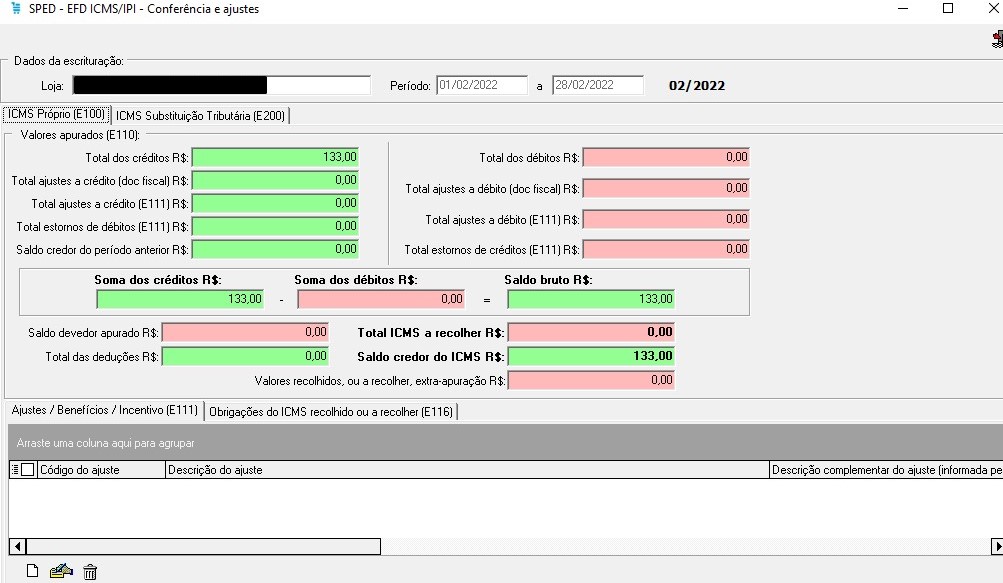 SPED - EFD ICMS/IPI - Conferência e ajustes
Dados da escrituração:
Loja: Período: 01/02/2022 a 28/02/2022 02/2022
ICMS Próprio (E100) ICMS Substituição Tributária (E200)
Valores apurados (E110):
Total dos créditos R$: 133,00 Total dos débitos R$: 0,00
Total ajustes a crédito (doc fiscal) R$: 0,00 Total ajustes a débito (doc fiscal) R$: 0,00
Total ajustes a crédito (E111) R$: 0,00 Total ajustes a débito (E111) R$: 0,00
Total estornos de débitos (E111) R$: 0,00 Total estornos de créditos (E111) R$: 0,00
Saldo credor do período anterior R$: 0,00
Soma dos créditos R$: Soma dos débitos R$: Saldo bruto R$:
133,00 - 0,00 = 133,00
Saldo devedor apurado R$: 0,00 Total ICMS a recolher R$: 0,00
Total das deduções R$: 0,00 Saldo credor do ICMS R$: 133,00
Valores recolhidos, ou a recolher, extra-apuração R$: 0,00
Ajustes / Benefícios / Incentivo (E111) Obrigações do ICMS recolhido ou a recolher (E116)
Arraste uma coluna aqui para agrupar
Código do ajuste Descrição do ajuste Descrição complementar do ajuste (informada pe